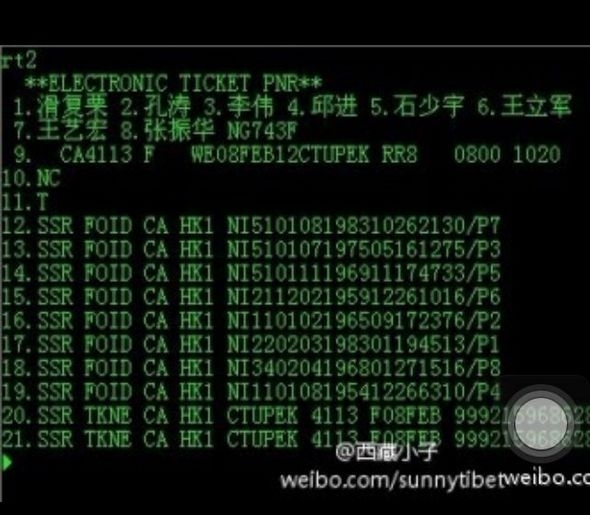 rt2
**ELECTRONIC TICKET PNR**
1.滑复栗 2.孔涛 3.李伟 4.邱进 5.石少宇 6.王立军
7.王艺宏 8.张振华 NG743F
9. CA4113 F WE08FEB12CTUPEK RR8 0800 1020
10.NC
11.T
12.SSR FOID CA HK1 NI510108198310262130/P7
13.SSR FOID CA HK1 NI510107197505161275/P3
14.SSR FOID CA HK1 NI510111196911174733/P5
15.SSR FOID CA HK1 NI211202195912261016/P6
16.SSR FOID CA HK1 NI110102196509172376/P2
17.SSR FOID CA HK1 NI220203198301194513/P1
18.SSR FOID CA HK1 NI340204196801271516/P8
19.SSR FOID CA HK1 NI110108195412266310/P4
20.SSR TKNE CA HK1 CTUPEK 4113 F08FEB
21.SSR TKNE CA HK1 CTUPEK 4113 F08FEB
@西藏小子
weibo.com/sunnytibet